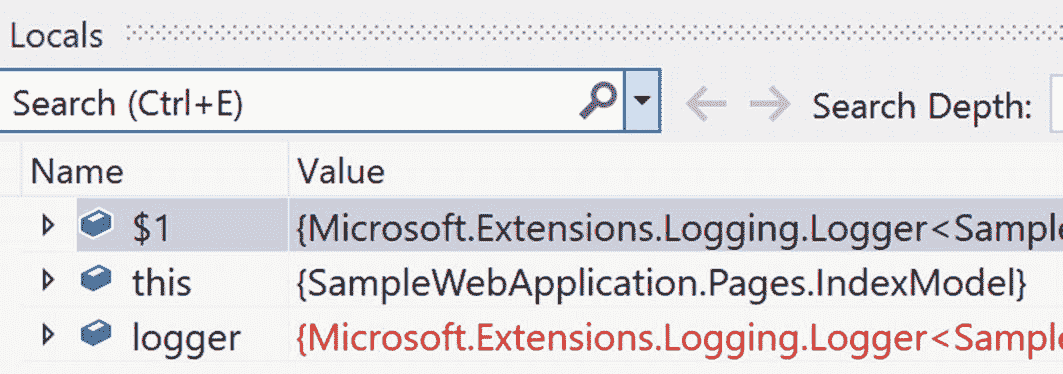 Locals
Search (Ctrl+E) Search Depth:
Name Value
$1 {Microsoft.Extensions.Logging.Logger<Sample
this {SampleWebApplication.Pages.IndexModel}
logger {Microsoft.Extensions.Logging.Logger<Sample